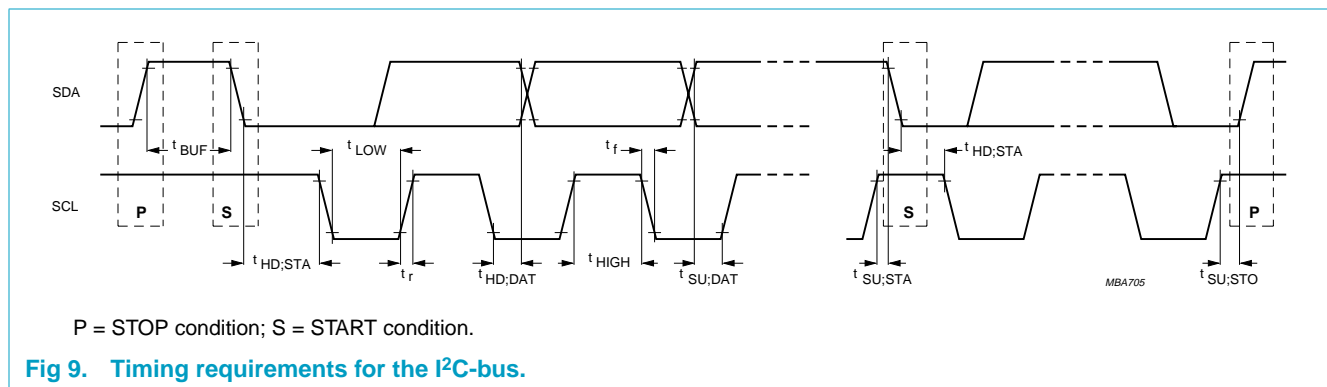 SDA
t BUF
t LOW
t f
t HD;STA
SCL
P
S
S
P
t HD;STA
t r
t HD;DAT
t HIGH
t SU;DAT
t SU;STA
MBA705
t SU;STO
P = STOP condition; S = START condition.
Fig 9. Timing requirements for the I²C-bus.